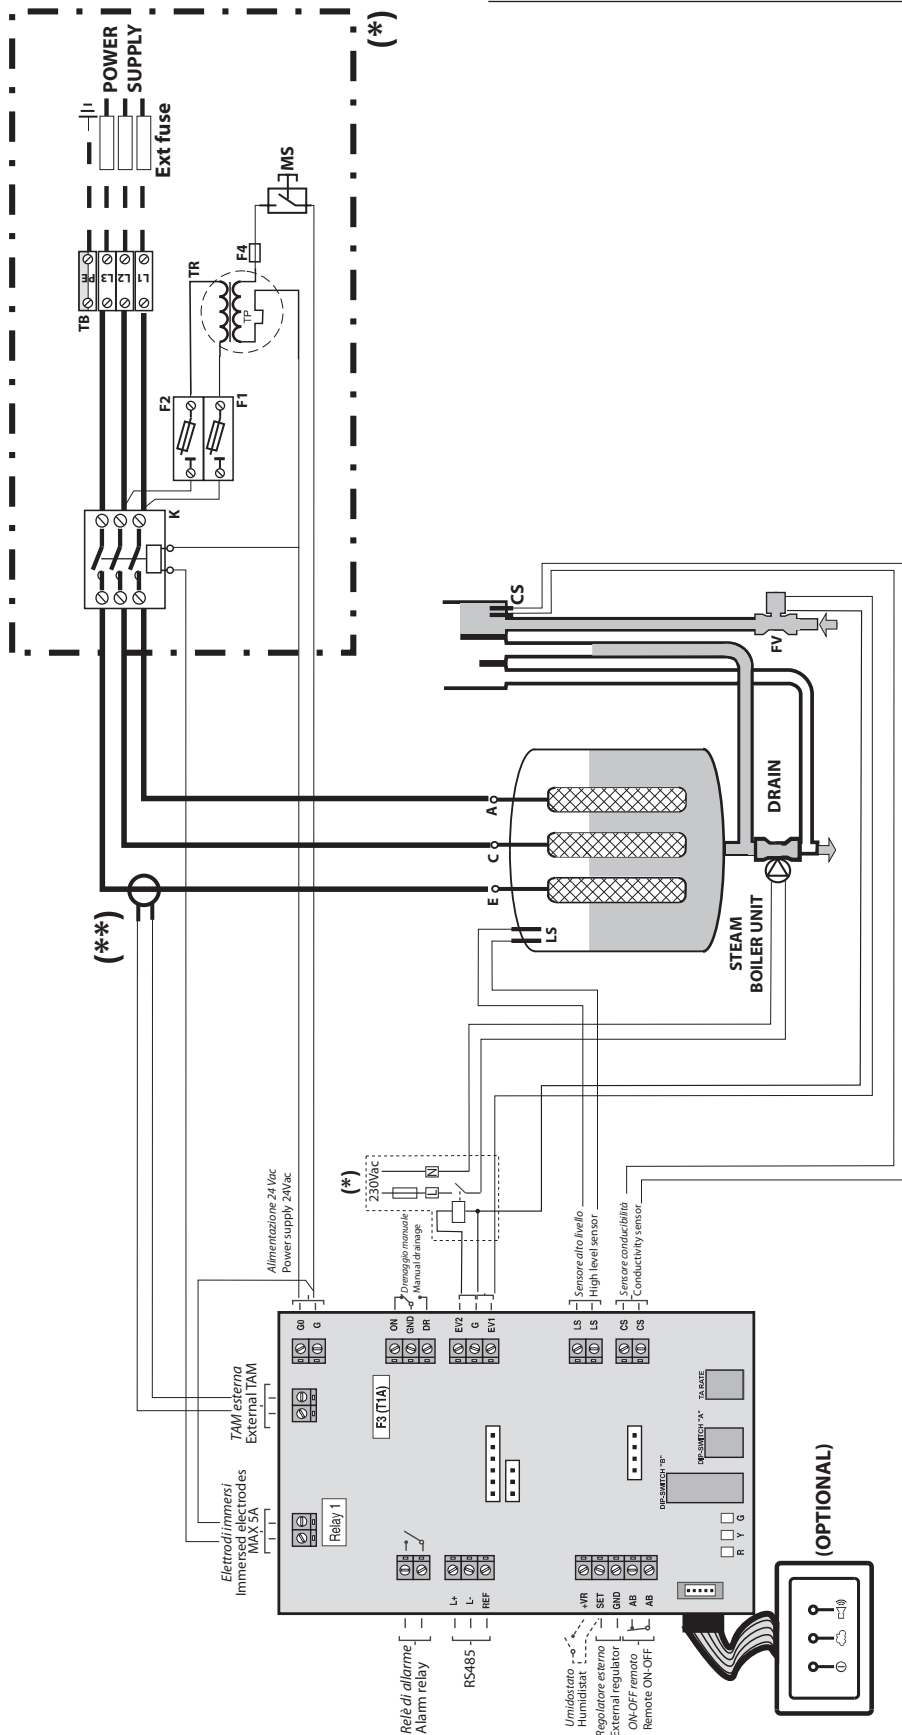 (*)
POWER
SUPPLY
Ext fuse
MS
TB
PE
L3
L2
L1
TR
F4
TP
F2
F1
K
CS
FV
DRAIN
A
C
E
(**)
LS
STEAM
BOILER UNIT
(*)
230Vac
N
L
Alimentazione 24 Vac
Power supply 24Vac
Drenaggio manuale
Manual drainage
Sensore alto livello
High level sensor
Sensore conducibilità
Conductivity sensor
G0
G
ON
GND
DR
EV2
G
EV1
LS
LS
CS
CS
TAM esterna
External TAM
F3 (T1A)
TA RATE
DIP-SWITCH "A"
DIP-SWITCH "B"
Elettrodi immersi
Immersed electrodes
MAX 5A
Relay 1
R
Y
G
(OPTIONAL)
L+
L-
REF
+VR
SET
GND
AB
AB
Relè di allarme
Alarm relay
RS485
Umidostato
Humidistat
Regolatore esterno
External regulator
ON-OFF remoto
Remote ON-OFF